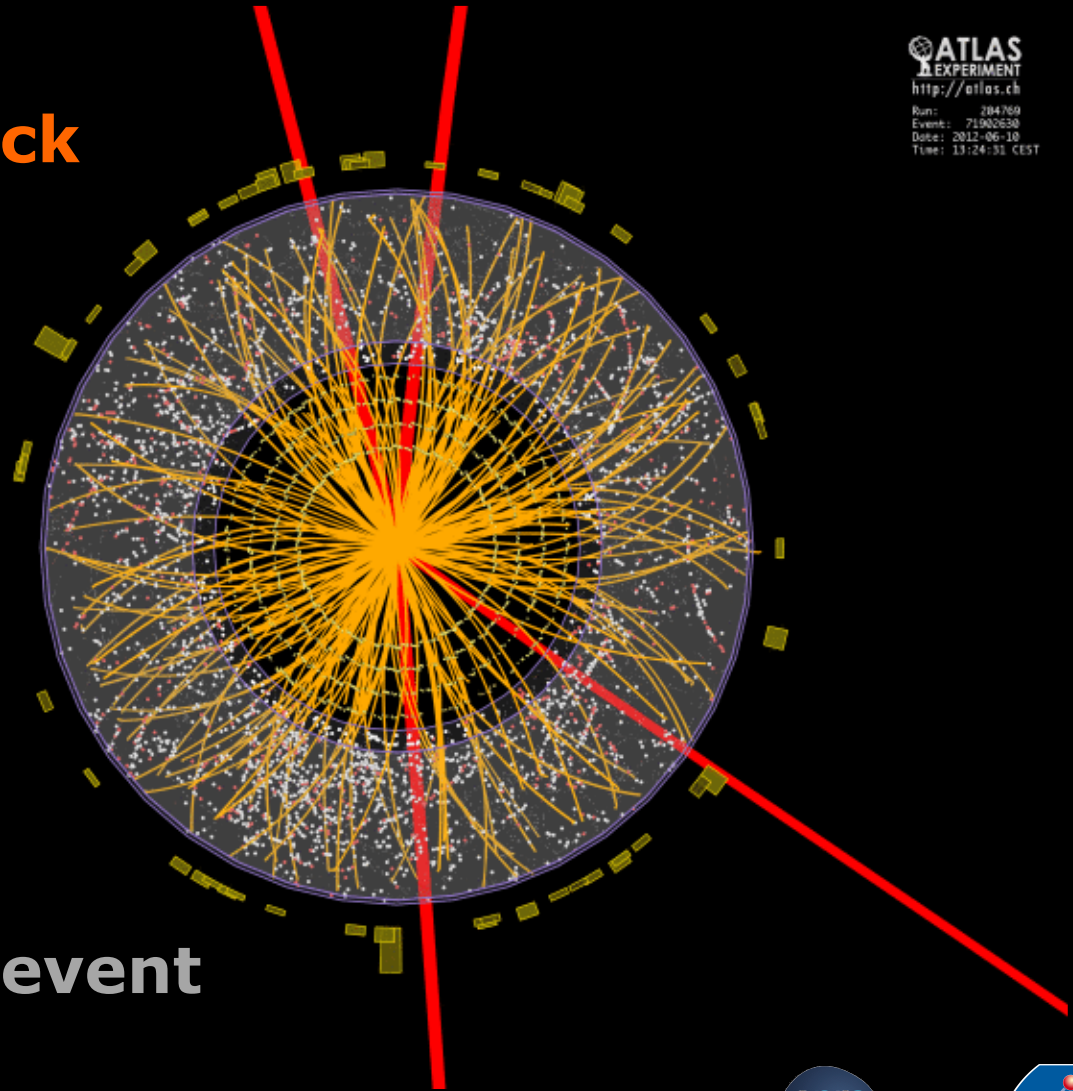 ATLAS
EXPERIMENT
http://atlas.ch
Run: 204769
Event: 71902630
Date: 2012-06-10
Time: 13:24:31 CEST
ck
event